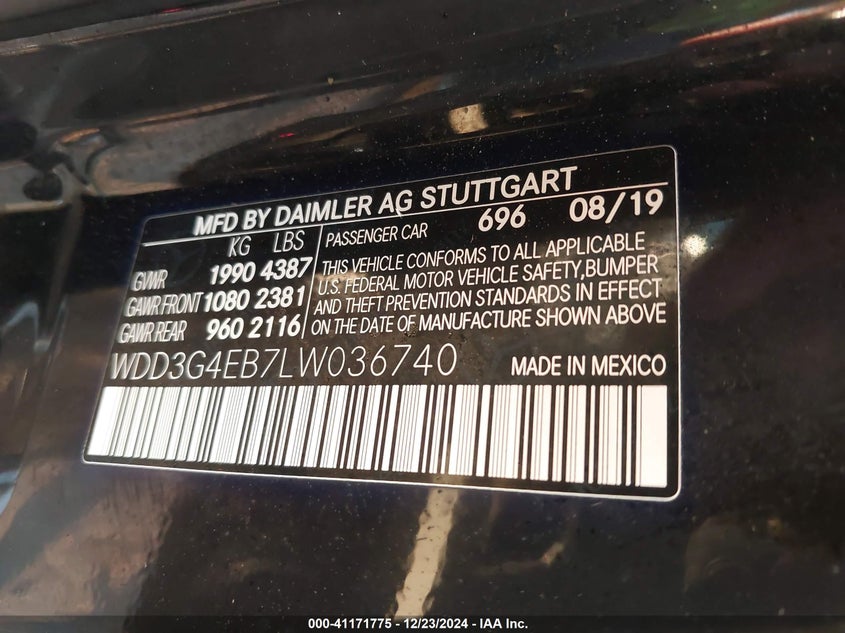 MFD BY DAIMLER AG STUTTGART
KG LBS
GVWR 1990 4387
GAWR FRONT 1080 2381
GAWR REAR 960 2116
PASSENGER CAR 696 08/19
THIS VEHICLE CONFORMS TO ALL APPLICABLE
U.S. FEDERAL MOTOR VEHICLE SAFETY,BUMPER
AND THEFT PREVENTION STANDARDS IN EFFECT
ON THE DATE OF MANUFACTURE SHOWN ABOVE
WDD3G4EB7LW036740 MADE IN MEXICO
000-41171775 - 12/23/2024 - IAA Inc.